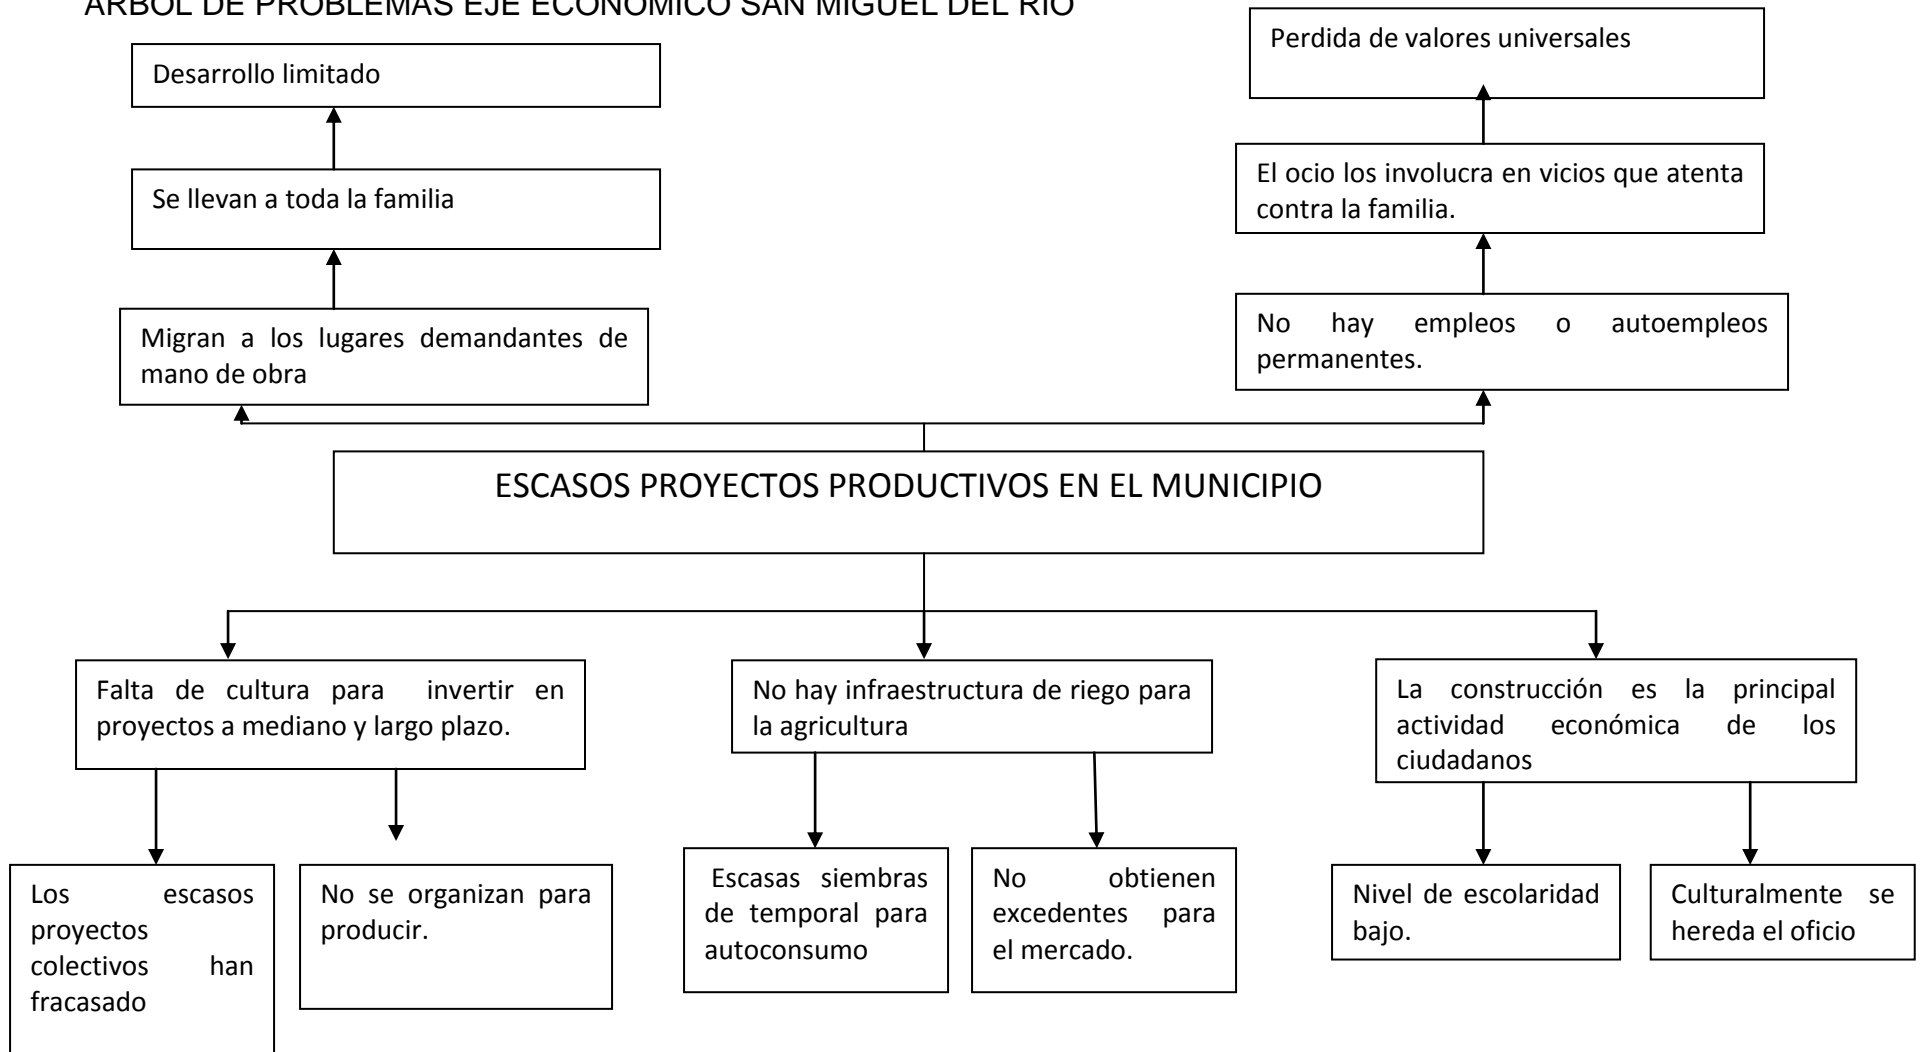 ÁRBOL DE PROBLEMAS EJE ECONÓMICO SAN MIGUEL DEL RÍO
Desarrollo limitado
Perdida de valores universales
Se llevan a toda la familia
El ocio los involucra en vicios que atenta
contra la familia.
Migran a los lugares demandantes de
mano de obra
No hay empleos o autoempleos
permanentes.
ESCASOS PROYECTOS PRODUCTIVOS EN EL MUNICIPIO
Falta de cultura para invertir en
proyectos a mediano y largo plazo.
No hay infraestructura de riego para
la agricultura
La construcción es la principal
actividad económica de los
ciudadanos
Los escasos
proyectos
colectivos han
fracasado
No se organizan para
producir.
Escasas siembras
de temporal para
autoconsumo
No obtienen
excedentes para
el mercado.
Nivel de escolaridad
bajo.
Culturalmente se
hereda el oficio